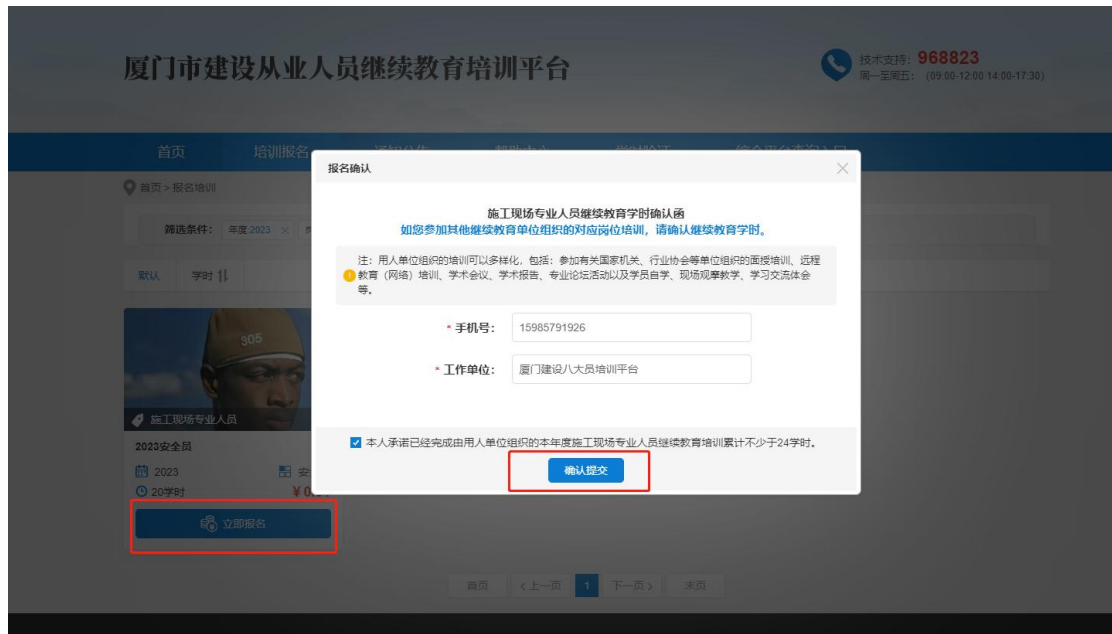 厦门市建设从业人员继续教育培训平台
技术支持：968823
周一至周五：（09:00-12:00 14:00-17:30）
首页 培训报名
首页 > 报名培训
筛选条件： 年度:2023 ×
默认 学时
报名确认
施工现场专业人员继续教育学时确认函
如您参加其他继续教育单位组织的对应岗位培训，请确认继续教育学时。
注：用人单位组织的培训可以多样化，包括：参加有关国家机关、行业协会等单位组织的面授培训、远程
教育（网络）培训、学术会议、学术报告、专业论坛活动以及学员自学、现场观摩教学、学习交流体会
等。
* 手机号： 15985791926
* 工作单位： 厦门建设八大员培训平台
本人承诺已经完成由用人单位组织的本年度施工现场专业人员继续教育培训累计不少于24学时。
确认提交
305
施工现场专业人员
2023安全员
2023 安
20学时 ¥0
立即报名
首页 <上一页 1 下一页> 末页